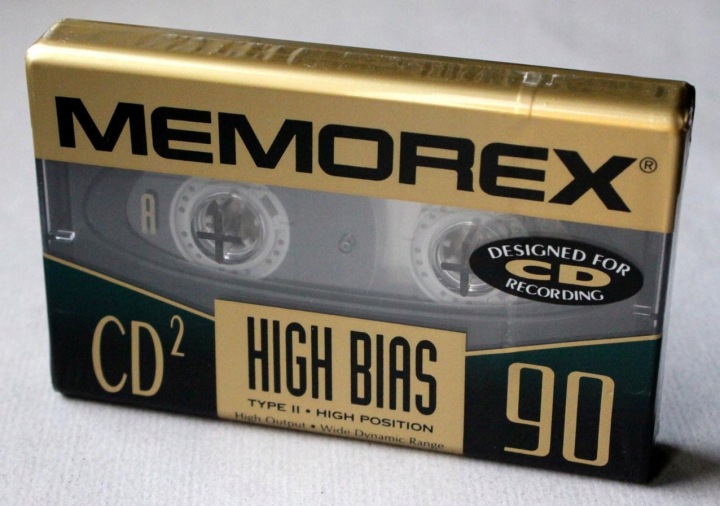 MEMOREX®
A
DESIGNED FOR
CD
RECORDING
CD²
HIGH BIAS
TYPE II • HIGH POSITION
High Output • Wide Dynamic Range
90